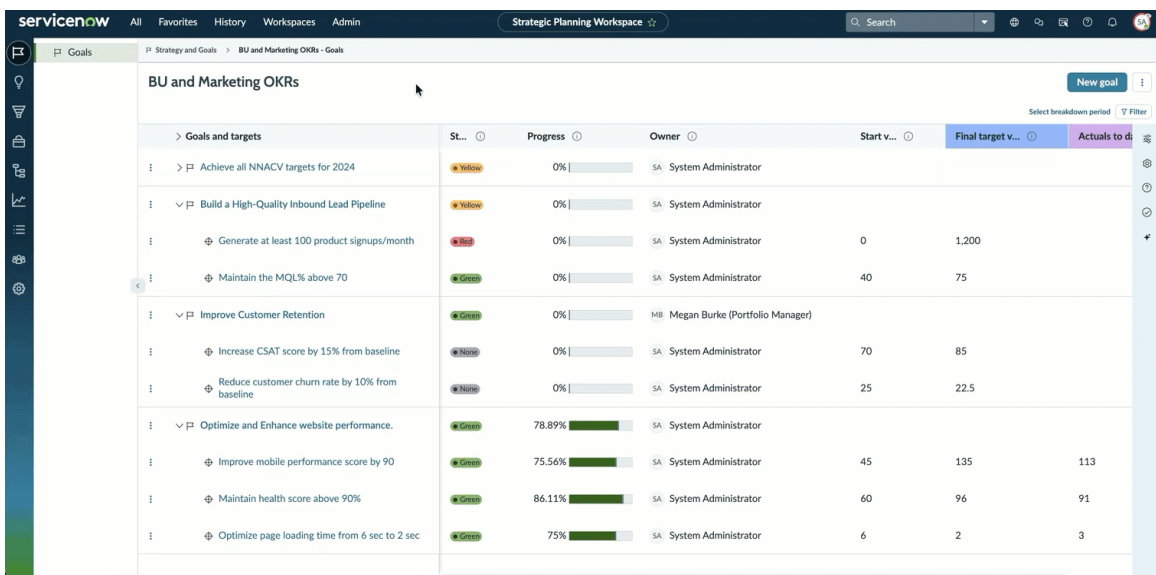 servicenow All Favorites History Workspaces Admin Strategic Planning Workspace Search SA
Goals Strategy and Goals > BU and Marketing OKRs - Goals
BU and Marketing OKRs New goal
Select breakdown period Filter
Goals and targets St... Progress Owner Start v... Final target v... Actuals to da
Achieve all NNACV targets for 2024 Yellow 0% SA System Administrator
Build a High-Quality Inbound Lead Pipeline Yellow 0% SA System Administrator
Generate at least 100 product signups/month Red 0% SA System Administrator 0 1,200
Maintain the MQL% above 70 Green 0% SA System Administrator 40 75
Improve Customer Retention Green 0% MB Megan Burke (Portfolio Manager)
Increase CSAT score by 15% from baseline None 0% SA System Administrator 70 85
Reduce customer churn rate by 10% from
baseline None 0% SA System Administrator 25 22.5
Optimize and Enhance website performance. Green 78.89% SA System Administrator
Improve mobile performance score by 90 Green 75.56% SA System Administrator 45 135 113
Maintain health score above 90% Green 86.11% SA System Administrator 60 96 91
Optimize page loading time from 6 sec to 2 sec Green 75% SA System Administrator 6 2 3